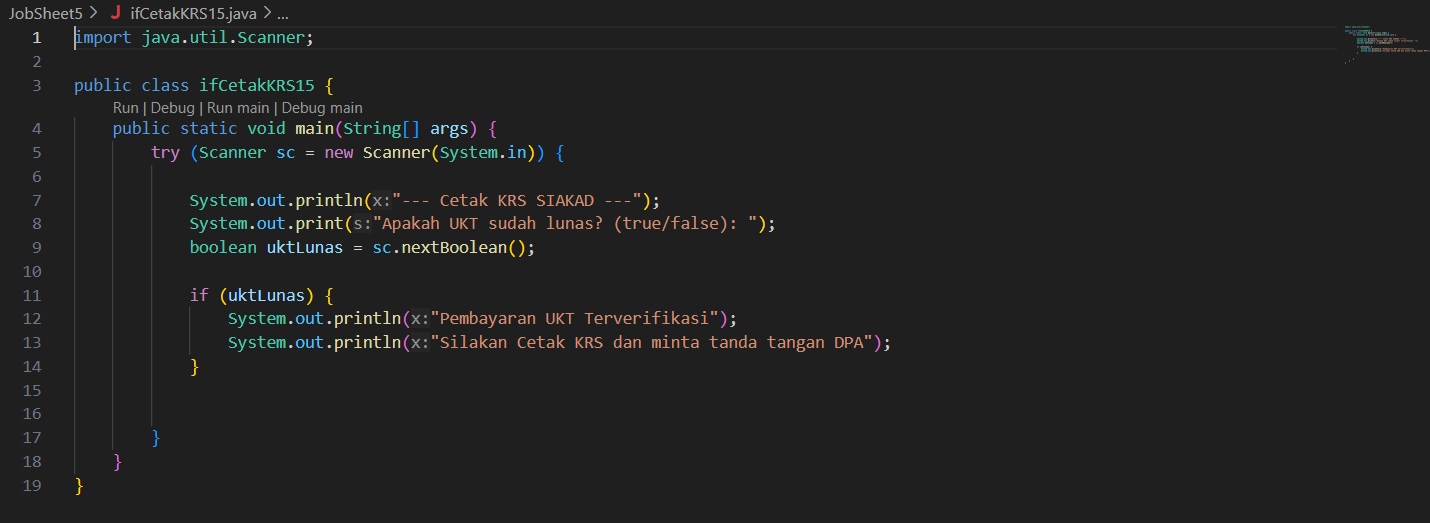 JobSheet5 > J ifCetakKRS15.java > ...
1 import java.util.Scanner;
2
3 public class ifCetakKRS15 {
Run | Debug | Run main | Debug main
4 public static void main(String[] args) {
5 try (Scanner sc = new Scanner(System.in)) {
6
7 System.out.println(x:"--- Cetak KRS SIAKAD ---");
8 System.out.print(s:"Apakah UKT sudah lunas? (true/false): ");
9 boolean uktLunas = sc.nextBoolean();
10
11 if (uktLunas) {
12 System.out.println(x:"Pembayaran UKT Terverifikasi");
13 System.out.println(x:"Silakan Cetak KRS dan minta tanda tangan DPA");
14 }
15
16
17 }
18 }
19 }